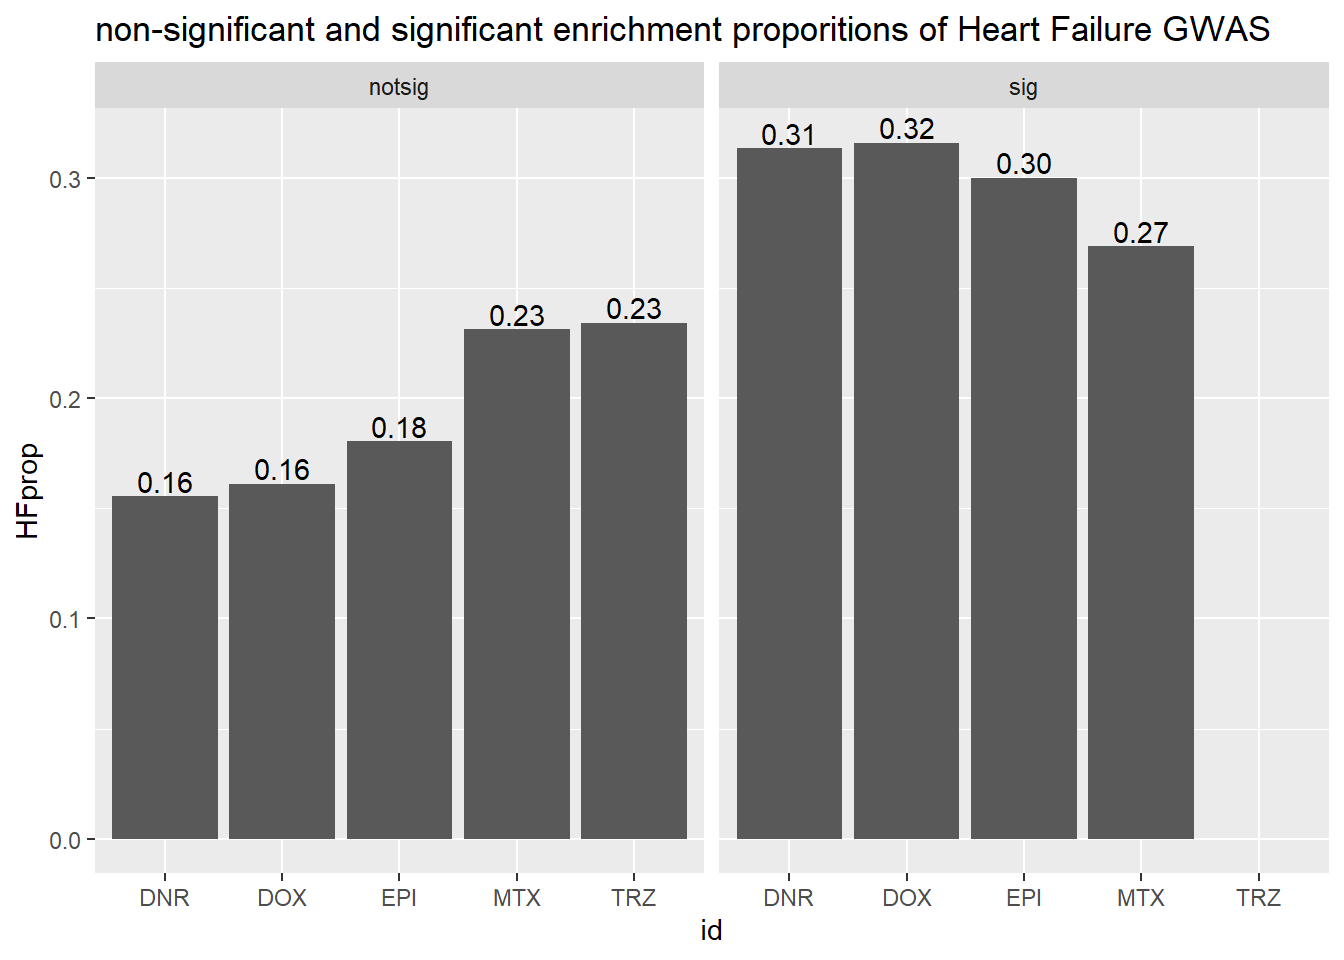 non-significant and significant enrichment proporitions of Heart Failure GWAS
notsig
sig
HFprop
0.3
0.2
0.1
0.0
0.16
0.16
0.18
0.23
0.23
0.31
0.32
0.30
0.27
DNR DOX EPI MTX TRZ
DNR DOX EPI MTX TRZ
id